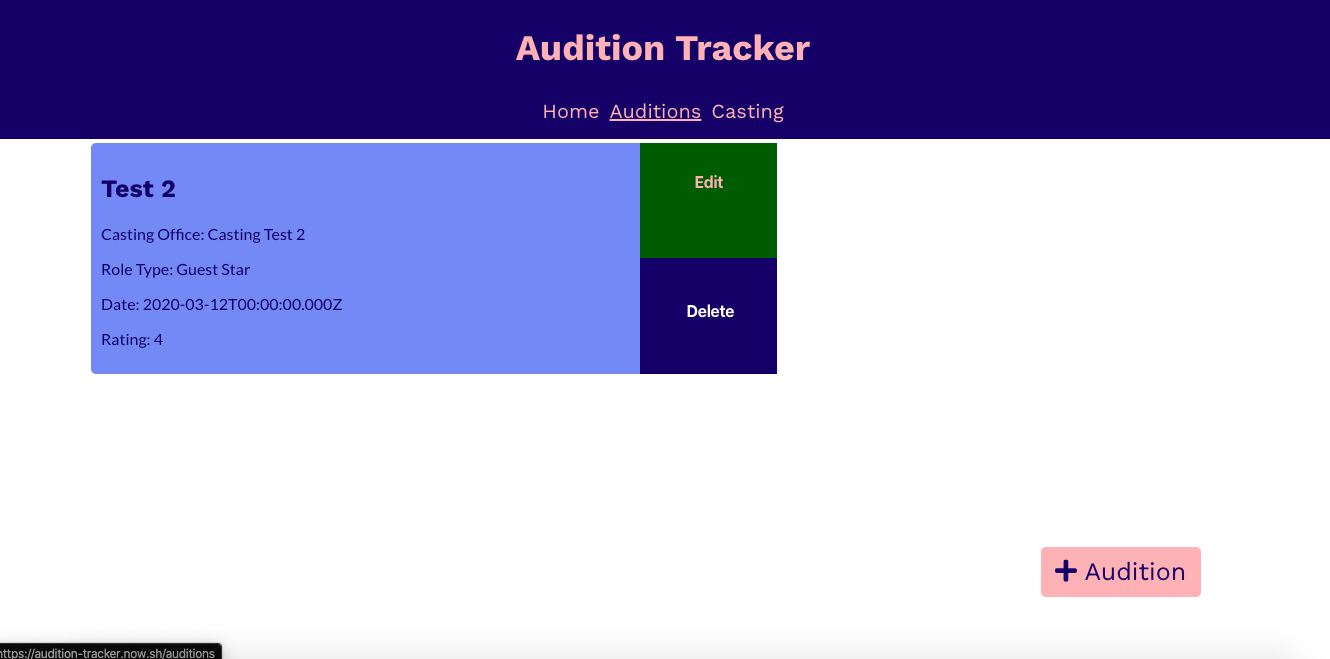 Audition Tracker
Home Auditions Casting
Test 2
Casting Office: Casting Test 2
Role Type: Guest Star
Date: 2020-03-12T00:00:00.000Z
Rating: 4
Edit
Delete
Audition
https://audition-tracker.now.sh/auditions